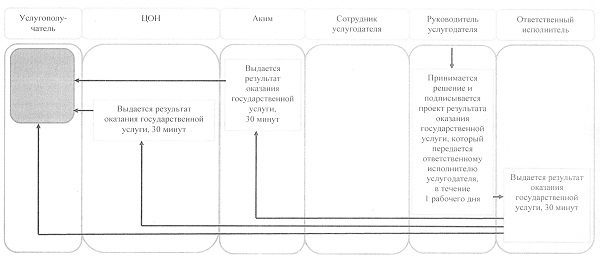 Услугополу-
чатель
ЦОН
Аким
Сотрудник
услугодателя
Руководитель
услугодателя
Ответственный
исполнитель
Выдается
результат
оказания
государственной
услуги,
30 минут
Выдается результат
оказания государственной
услуги, 30 минут
Принимается
решение и
подписывается
проект результата
оказания
государственной
услуги, который
передается
ответственному
исполнителю
услугодателя,
в течение
1 рабочего дня
Выдается результат
оказания
государственной
услуги, 30 минут